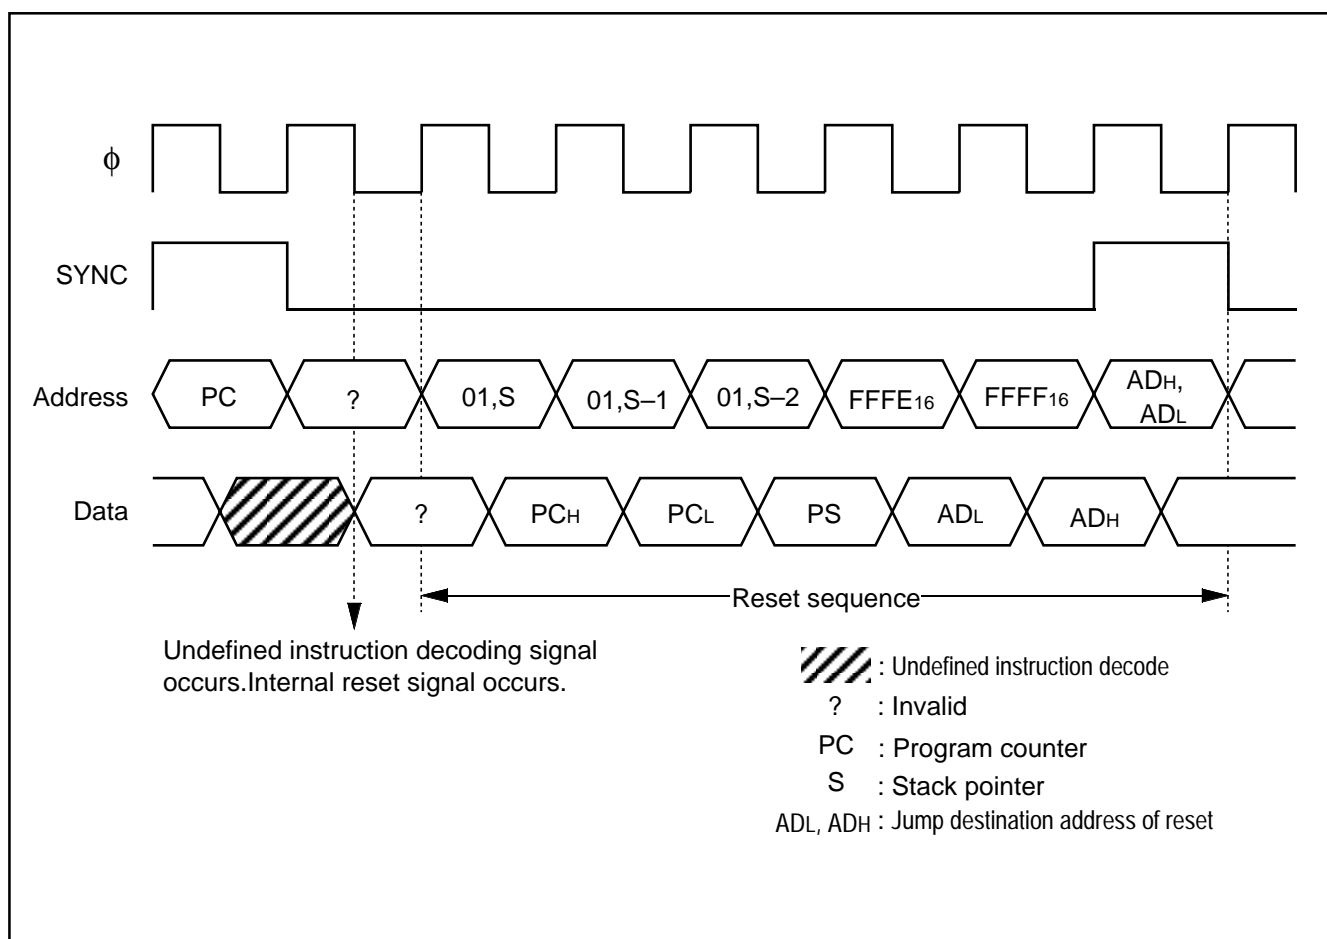 ϕ
SYNC
Address PC ? 01,S 01,S–1 01,S–2 FFFE16 FFFF16 ADH, ADL
Data ? PCH PCL PS ADL ADH
Reset sequence
Undefined instruction decoding signal
occurs.Internal reset signal occurs.
: Undefined instruction decode
? : Invalid
PC : Program counter
S : Stack pointer
ADL, ADH : Jump destination address of reset